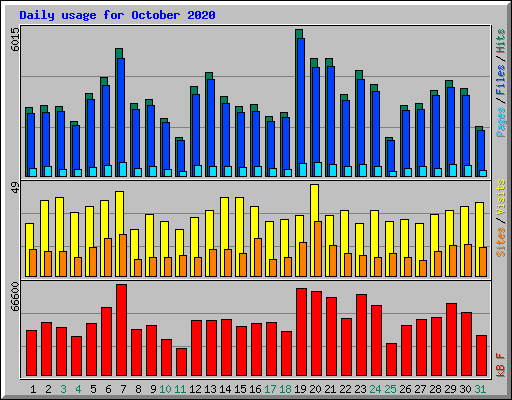 Daily usage for October 2020
6015
Pages / Files / Hits
49
Sites / Visits
66600
kB F
1 2 3 4 5 6 7 8 9 10 11 12 13 14 15 16 17 18 19 20 21 22 23 24 25 26 27 28 29 30 31